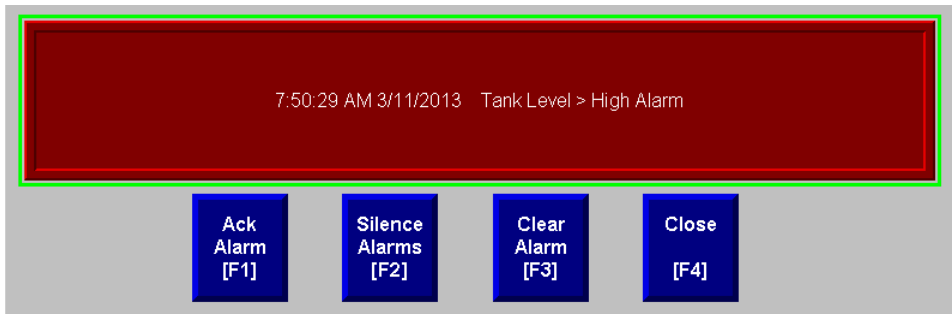 7:50:29 AM 3/11/2013 Tank Level > High Alarm
Ack
Alarm
[F1]
Silence
Alarms
[F2]
Clear
Alarm
[F3]
Close
[F4]